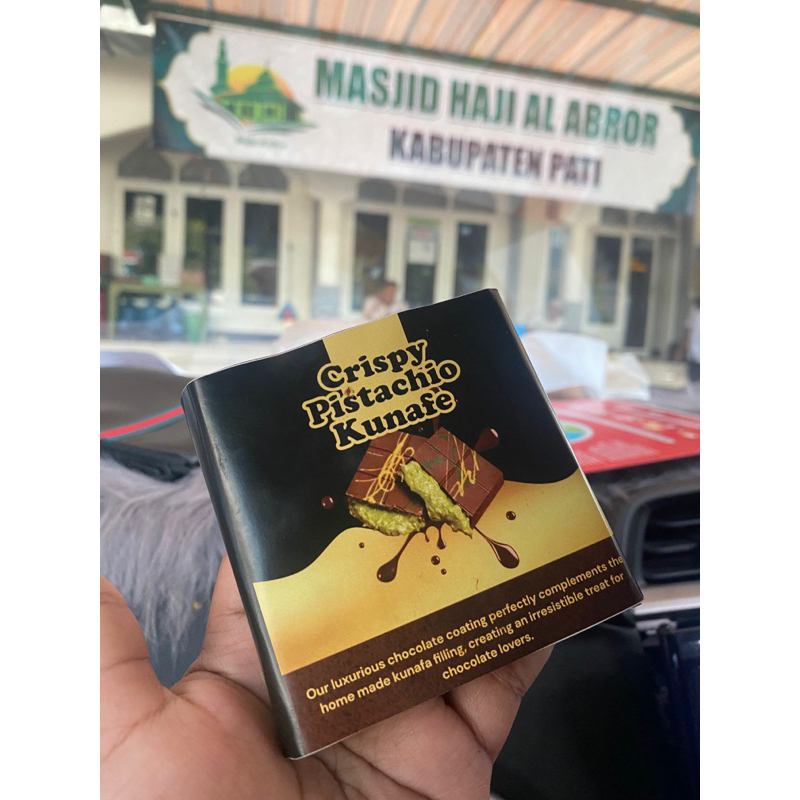 MASJID HAJI AL ABROR
KABUPATEN PATI
Crispy
Pistachio
Kunafe
Our luxurious chocolate coating perfectly complements the
home made kunafa filling, creating an irresistible treat for
chocolate lovers.